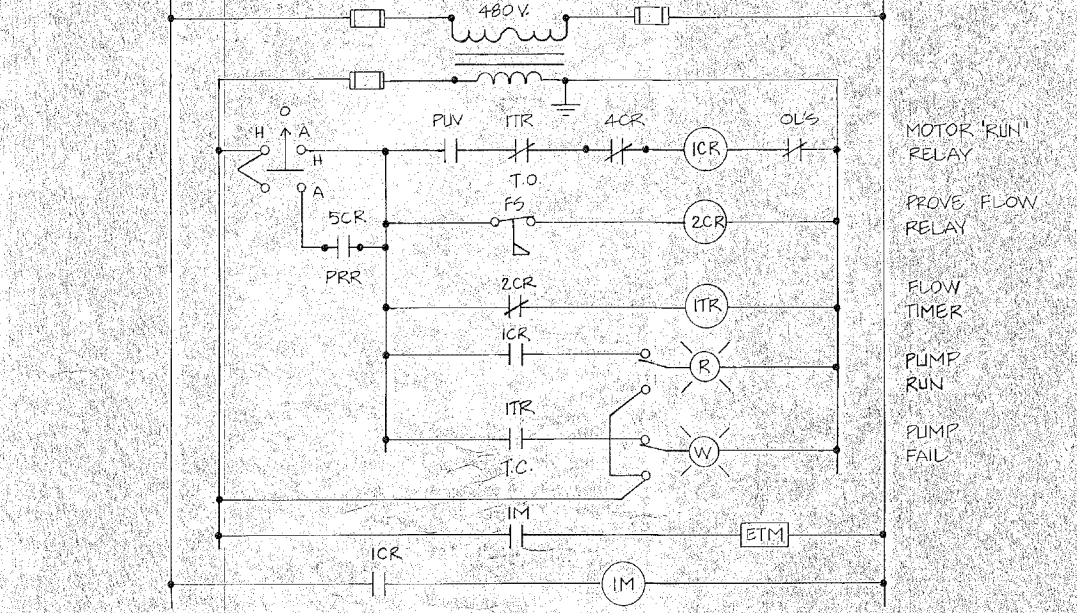 480 V.
O
H A
H
A
PUV 1TR 4CR OL'S
1CR
MOTOR "RUN"
RELAY
T.O
FS
2CR
PROVE FLOW
RELAY
5CR
PRR
2CR
1TR
FLOW
TIMER
1CR
R
PUMP
RUN
1TR
T.C.
W
PUMP
FAIL
1M
ETM
1CR
1M